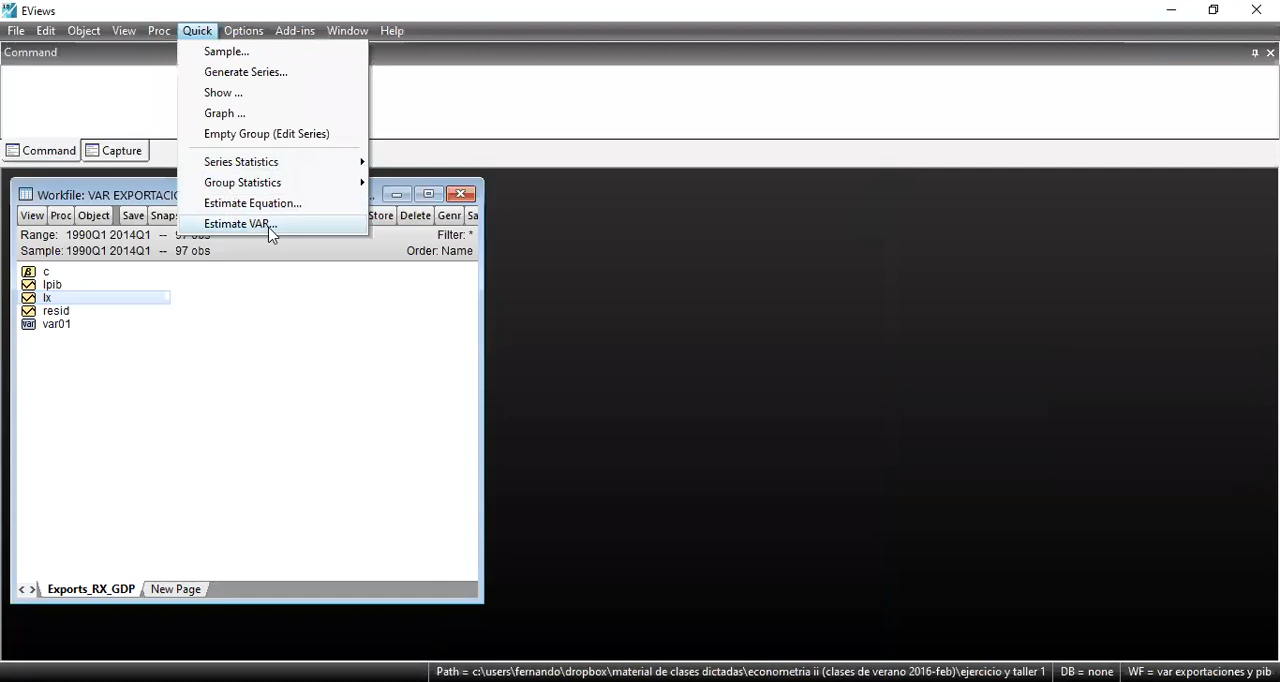 EViews
File Edit Object View Proc Quick Options Add-ins Window Help
Command
Sample...
Generate Series...
Show ...
Graph ...
Empty Group (Edit Series)
Command Capture
Series Statistics
Group Statistics
Estimate Equation...
Estimate VAR...
Workfile: VAR EXPORTACIO
View Proc Object Save Snaps Store Delete Genr Sa
Range: 1990Q1 2014Q1 -- 97 obs Filter: *
Sample: 1990Q1 2014Q1 -- 97 obs Order: Name
c
lpib
lx
resid
var01
Exports_RX_GDP New Page
Path = c:\users\fernando\dropbox\material de clases dictadas\econometria ii (clases de verano 2016-feb)\ejercicio y taller 1 DB = none WF = var exportaciones y pib